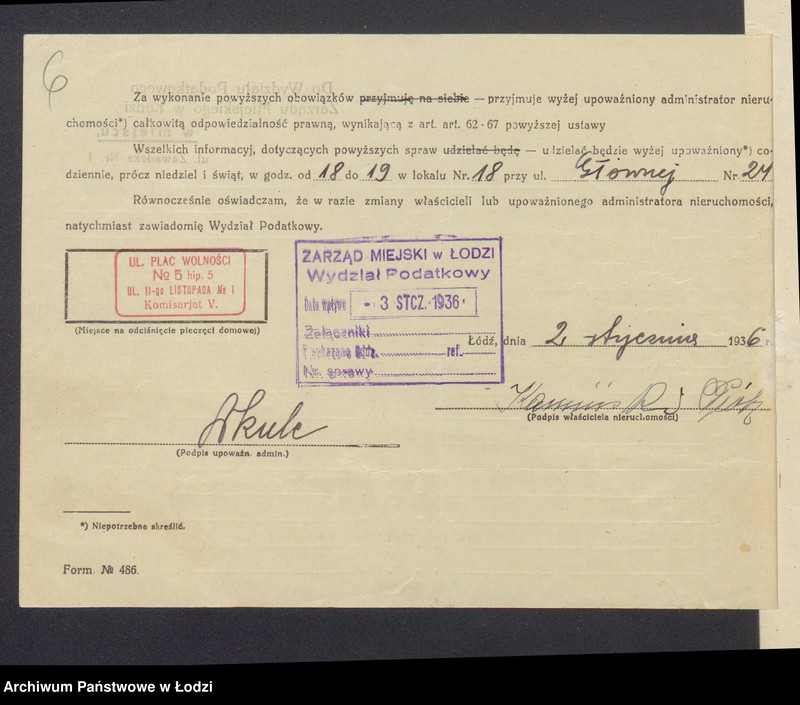 6
Za wykonanie powyższych obowiązków przyjmuję na siebie — przyjmuje wyżej upoważniony administrator nieru-
chomości*) całkowitą odpowiedzialność prawną, wynikającą z art. art. 62-67 powyższej ustawy
Wszelkich informacyj, dotyczących powyższych spraw udzielać będę — udzielać będzie wyżej upoważniony*) co-
dziennie, prócz niedziel i świąt, w godz. od 18 do 19 w lokalu Nr. 18 przy ul. Głównej Nr. 24
Równocześnie oświadczam, że w razie zmiany właścicieli lub upoważnionego administratora nieruchomości,
natychmiast zawiadomię Wydział Podatkowy.
UL. PLAC WOLNOŚCI
№ 5 hip. 5
UL. 11-go LISTOPADA № 1
Komisarjat V.
(Miejsce na odciśnięcie pieczęci domowej)
ZARZĄD MIEJSKI w ŁODZI
Wydział Podatkowy
Data wpływu - 3 STCZ. 1936
Załączniki
ref.
Nr. sprawy
Łódź, dnia 2 stycznia 1936 r.
(Podpis właściciela nieruchomości)
(Podpis upoważn. admin.)
*) Niepotrzebne skreślić.
Form. № 486.
Archiwum Państwowe w Łodzi